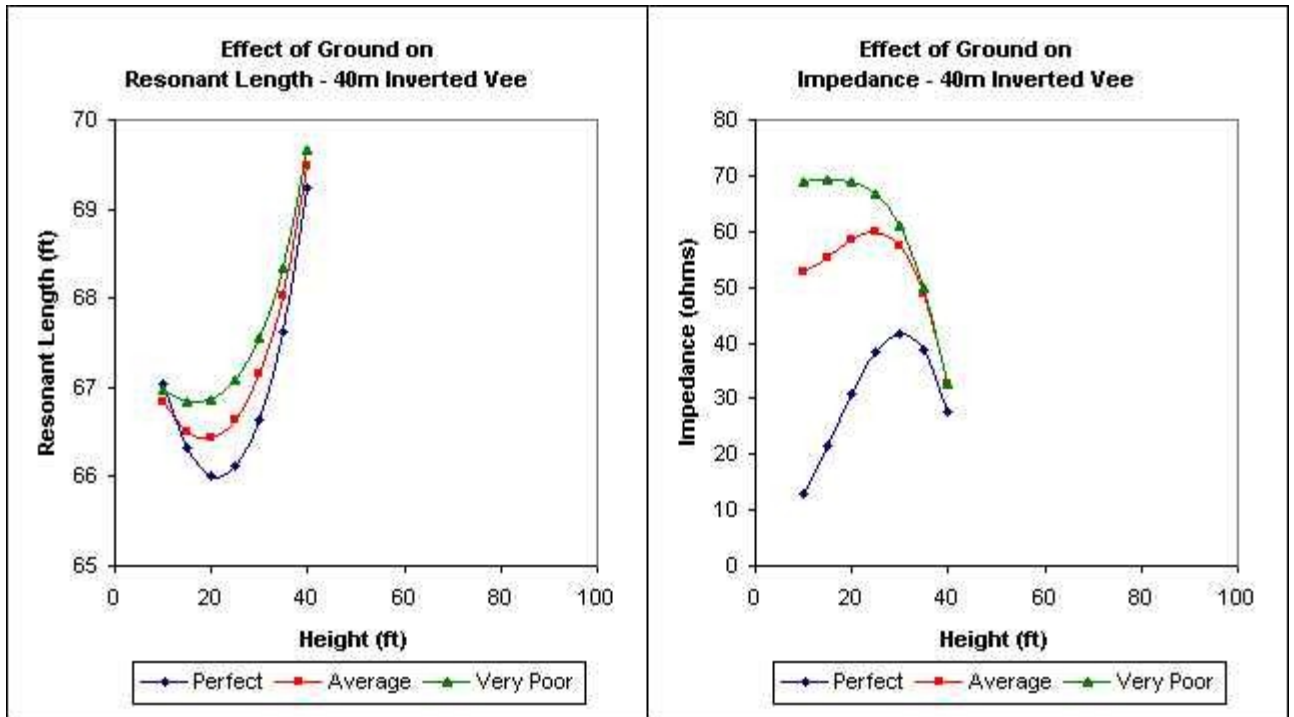 Effect of Ground on
Resonant Length - 40m Inverted Vee
70
69
68
67
66
65
Resonant Length (ft)
0 20 40 60 80 100
Height (ft)
Perfect Average Very Poor
Effect of Ground on
Impedance - 40m Inverted Vee
80
70
60
50
40
30
20
10
0
Impedance (ohms)
0 20 40 60 80 100
Height (ft)
Perfect Average Very Poor